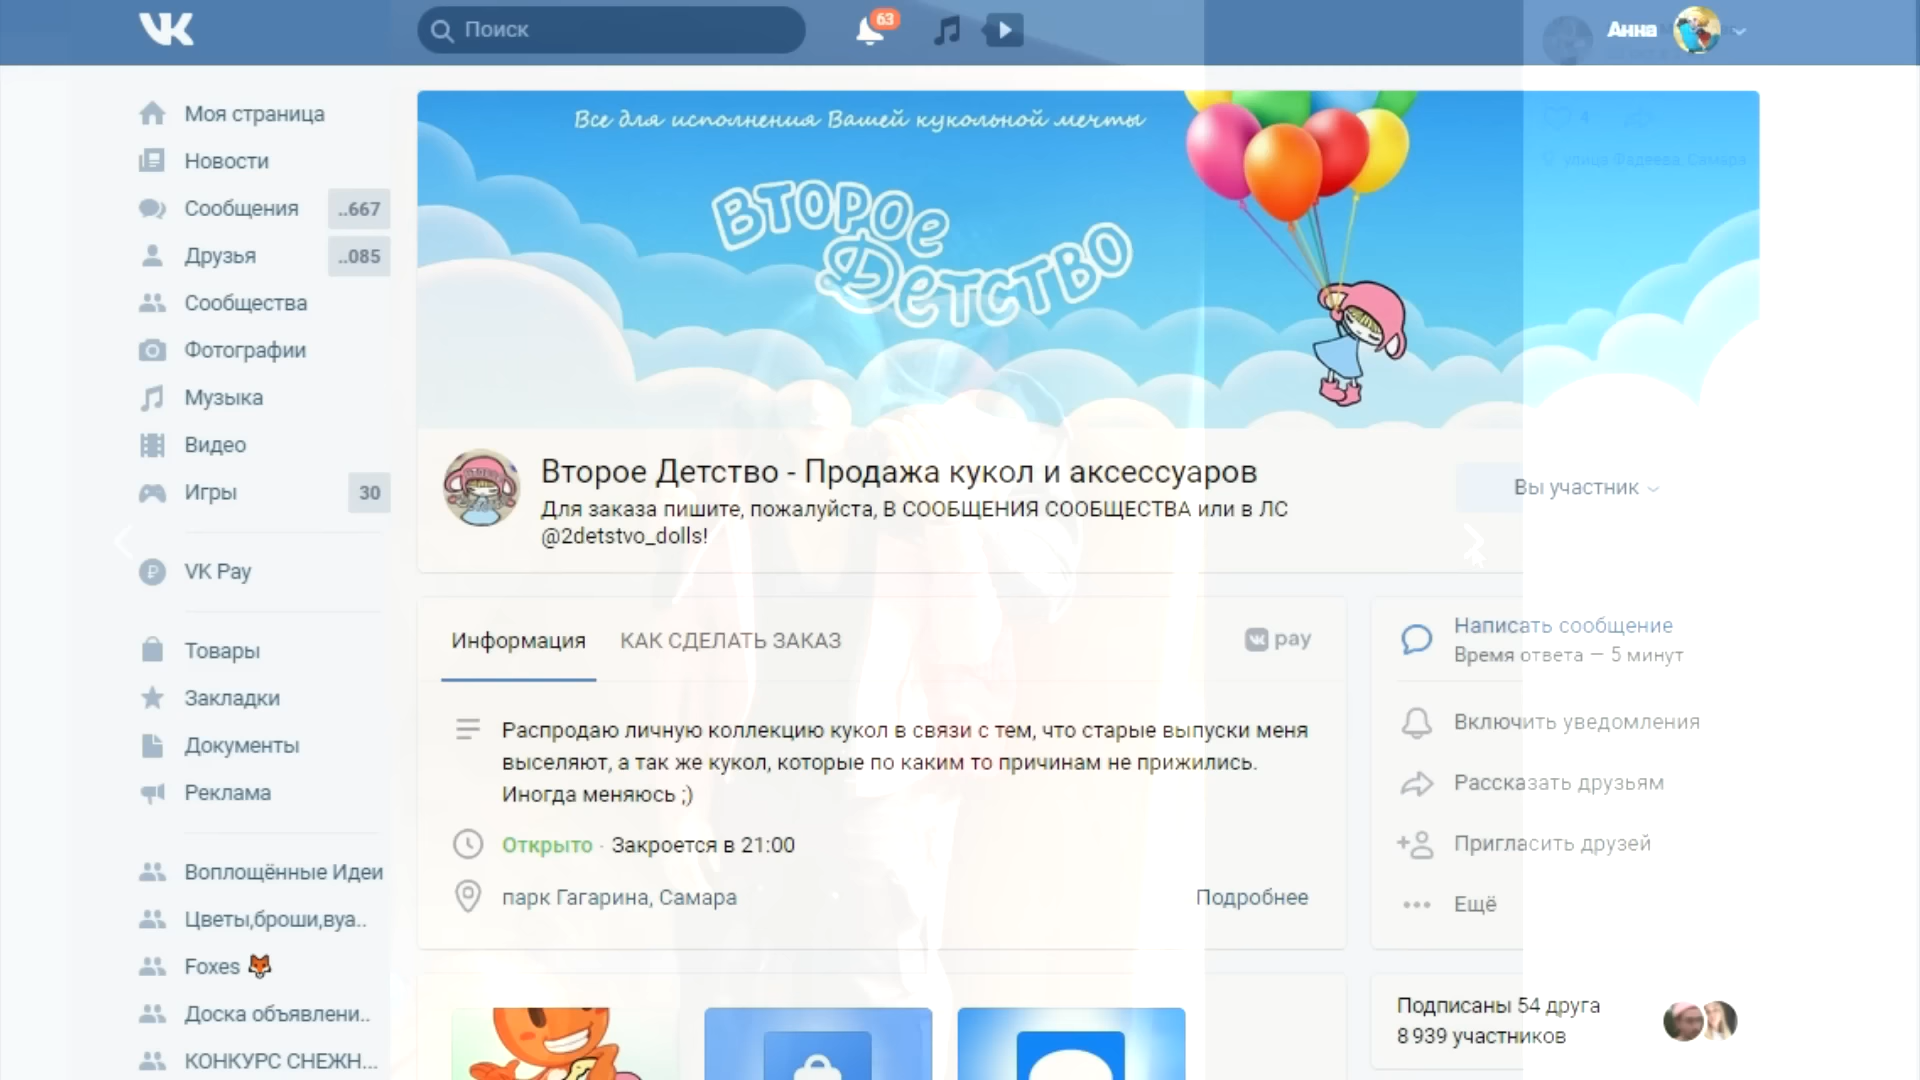 Поиск
63
Анна
Моя страница
Новости
Сообщения ..667
Друзья ..085
Сообщества
Фотографии
Музыка
Видео
Игры 30
VK Pay
Товары
Закладки
Документы
Реклама
Воплощённые Идеи
Цветы,броши,вуа..
Foxes
Доска объявлени..
КОНКУРС СНЕЖН...
Все для исполнения Вашей кукольной мечты
ВТОРОЕ
ДЕТСТВО
4
улица Фадеева, Самара
Второе Детство - Продажа кукол и аксессуаров
Для заказа пишите, пожалуйста, В СООБЩЕНИЯ СООБЩЕСТВА или в ЛС
@2detstvo_dolls!
Вы участник
Информация
КАК СДЕЛАТЬ ЗАКАЗ
pay
Распродаю личную коллекцию кукол в связи с тем, что старые выпуски меня
выселяют, а так же кукол, которые по каким то причинам не прижились.
Иногда меняюсь ;)
Открыто · Закроется в 21:00
парк Гагарина, Самара
Подробнее
Написать сообщение
Время ответа — 5 минут
Включить уведомления
Рассказать друзьям
Пригласить друзей
Ещё
Подписаны 54 друга
8 939 участников